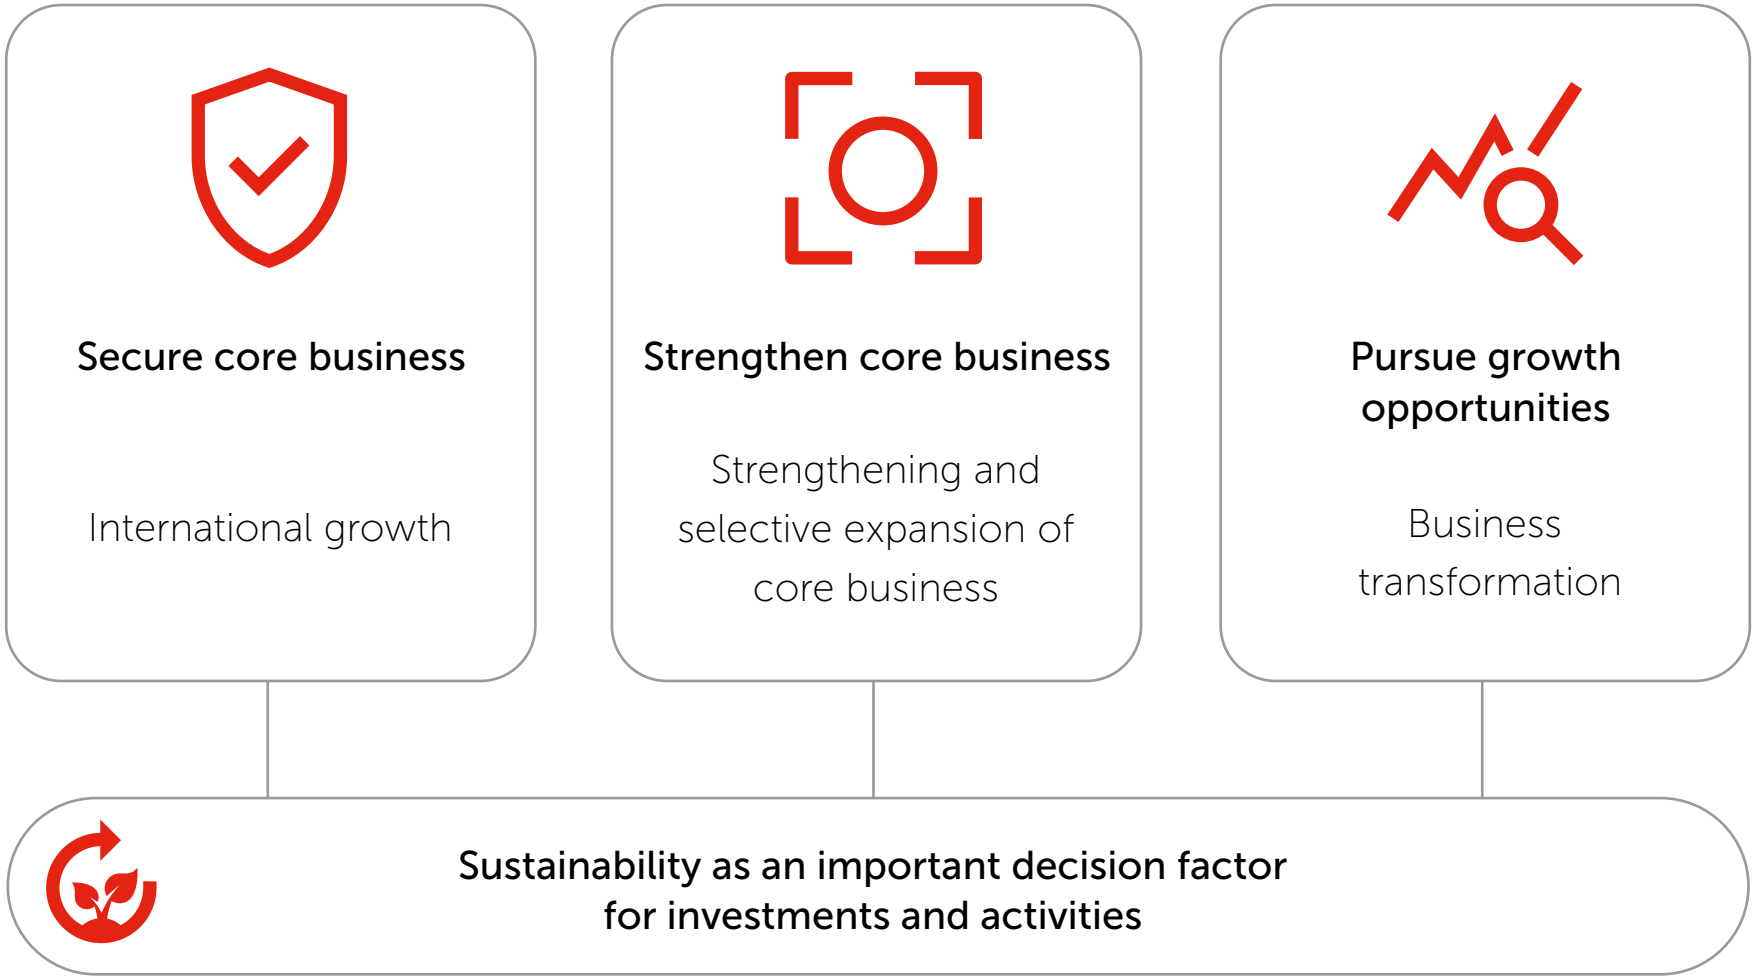 Secure core business
International growth
Strengthen core business
Strengthening and
selective expansion of
core business
Pursue growth
opportunities
Business
transformation
Sustainability as an important decision factor
for investments and activities